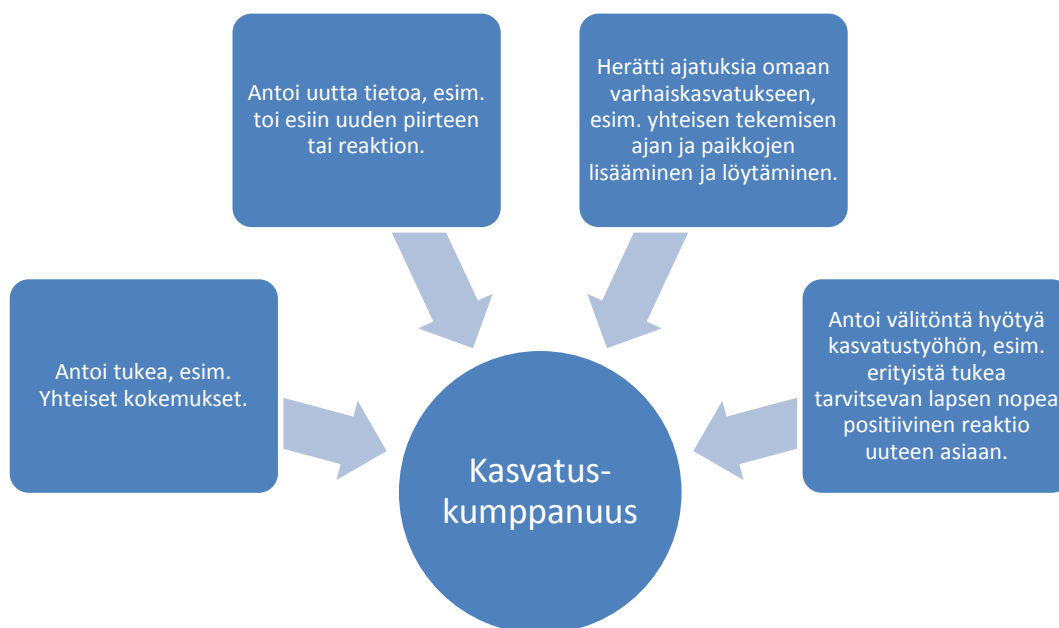 Antoi uutta tietoa, esim.
toi esiin uuden piirteen
tai reaktion.
Herätti ajatuksia omaan
varhaiskasvatukseen,
esim. yhteisen tekemisen
ajan ja paikkojen
lisääminen ja löytäminen.
Antoi tukea, esim.
Yhteiset kokemukset.
Antoi välitöntä hyötyä
kasvatustyöhön, esim.
erityistä tukea
tarvitsevan lapsen nopea
positiivinen reaktio
uuteen asiaan.
Kasvatus-
kumppanuus